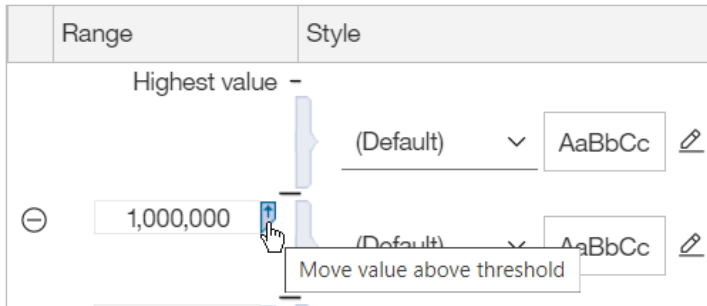 Range Style
Highest value
(Default) AaBbCc
1,000,000
(Default) AaBbCc
Move value above threshold